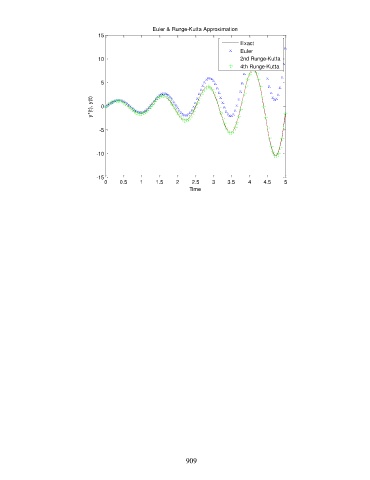 Euler & Runge-Kutta Approximation
15
10
5
0
-5
-10
-15
y*(t), y(t)
Exact
Euler
2nd Runge-Kutta
4th Runge-Kutta
0 0.5 1 1.5 2 2.5 3 3.5 4 4.5 5
Time
909